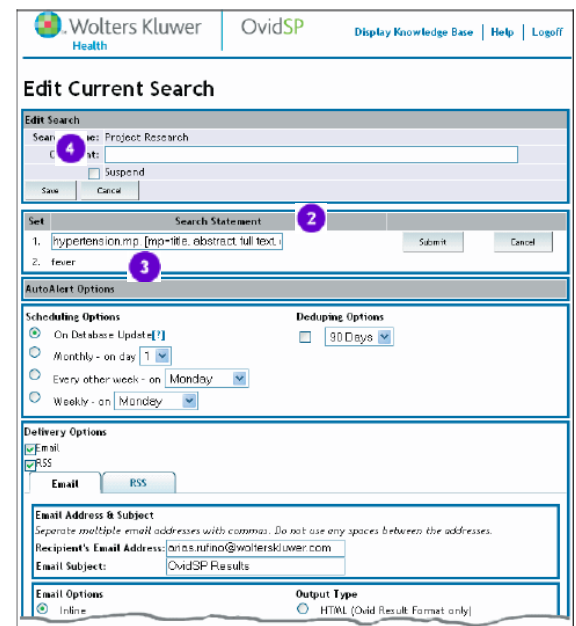 Wolters Kluwer OvidSP Display Knowledge Base | Help | Logoff
Health
Edit Current Search
Edit Search
Project Research
4
Suspend
Save Cancel
Set Search Statement 2
1. hypertension.mp. [mp=title, abstract, full text, Submit Cancel
2. fever 3
AutoAlert Options
Scheduling Options Deduping Options
On Database Update[?] 90 Days
Monthly - on day 1
Every other week - on Monday
Weekly - on Monday
Delivery Options
Email
RSS
Email RSS
Email Address & Subject
Separate multiple email addresses with commas. Do not use any spaces between the addresses.
Recipient's Email Address: arias.rufino@wolterskluwer.com
Email Subject: OvidSP Results
Email Options Output Type
Inline HTML (Ovid Result Format only)